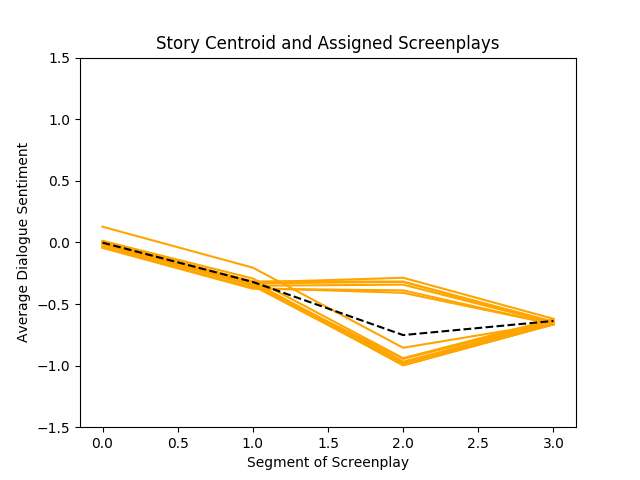 Story Centroid and Assigned Screenplays
1.5
1.0
0.5
0.0
−0.5
−1.0
−1.5
Average Dialogue Sentiment
0.0 0.5 1.0 1.5 2.0 2.5 3.0
Segment of Screenplay